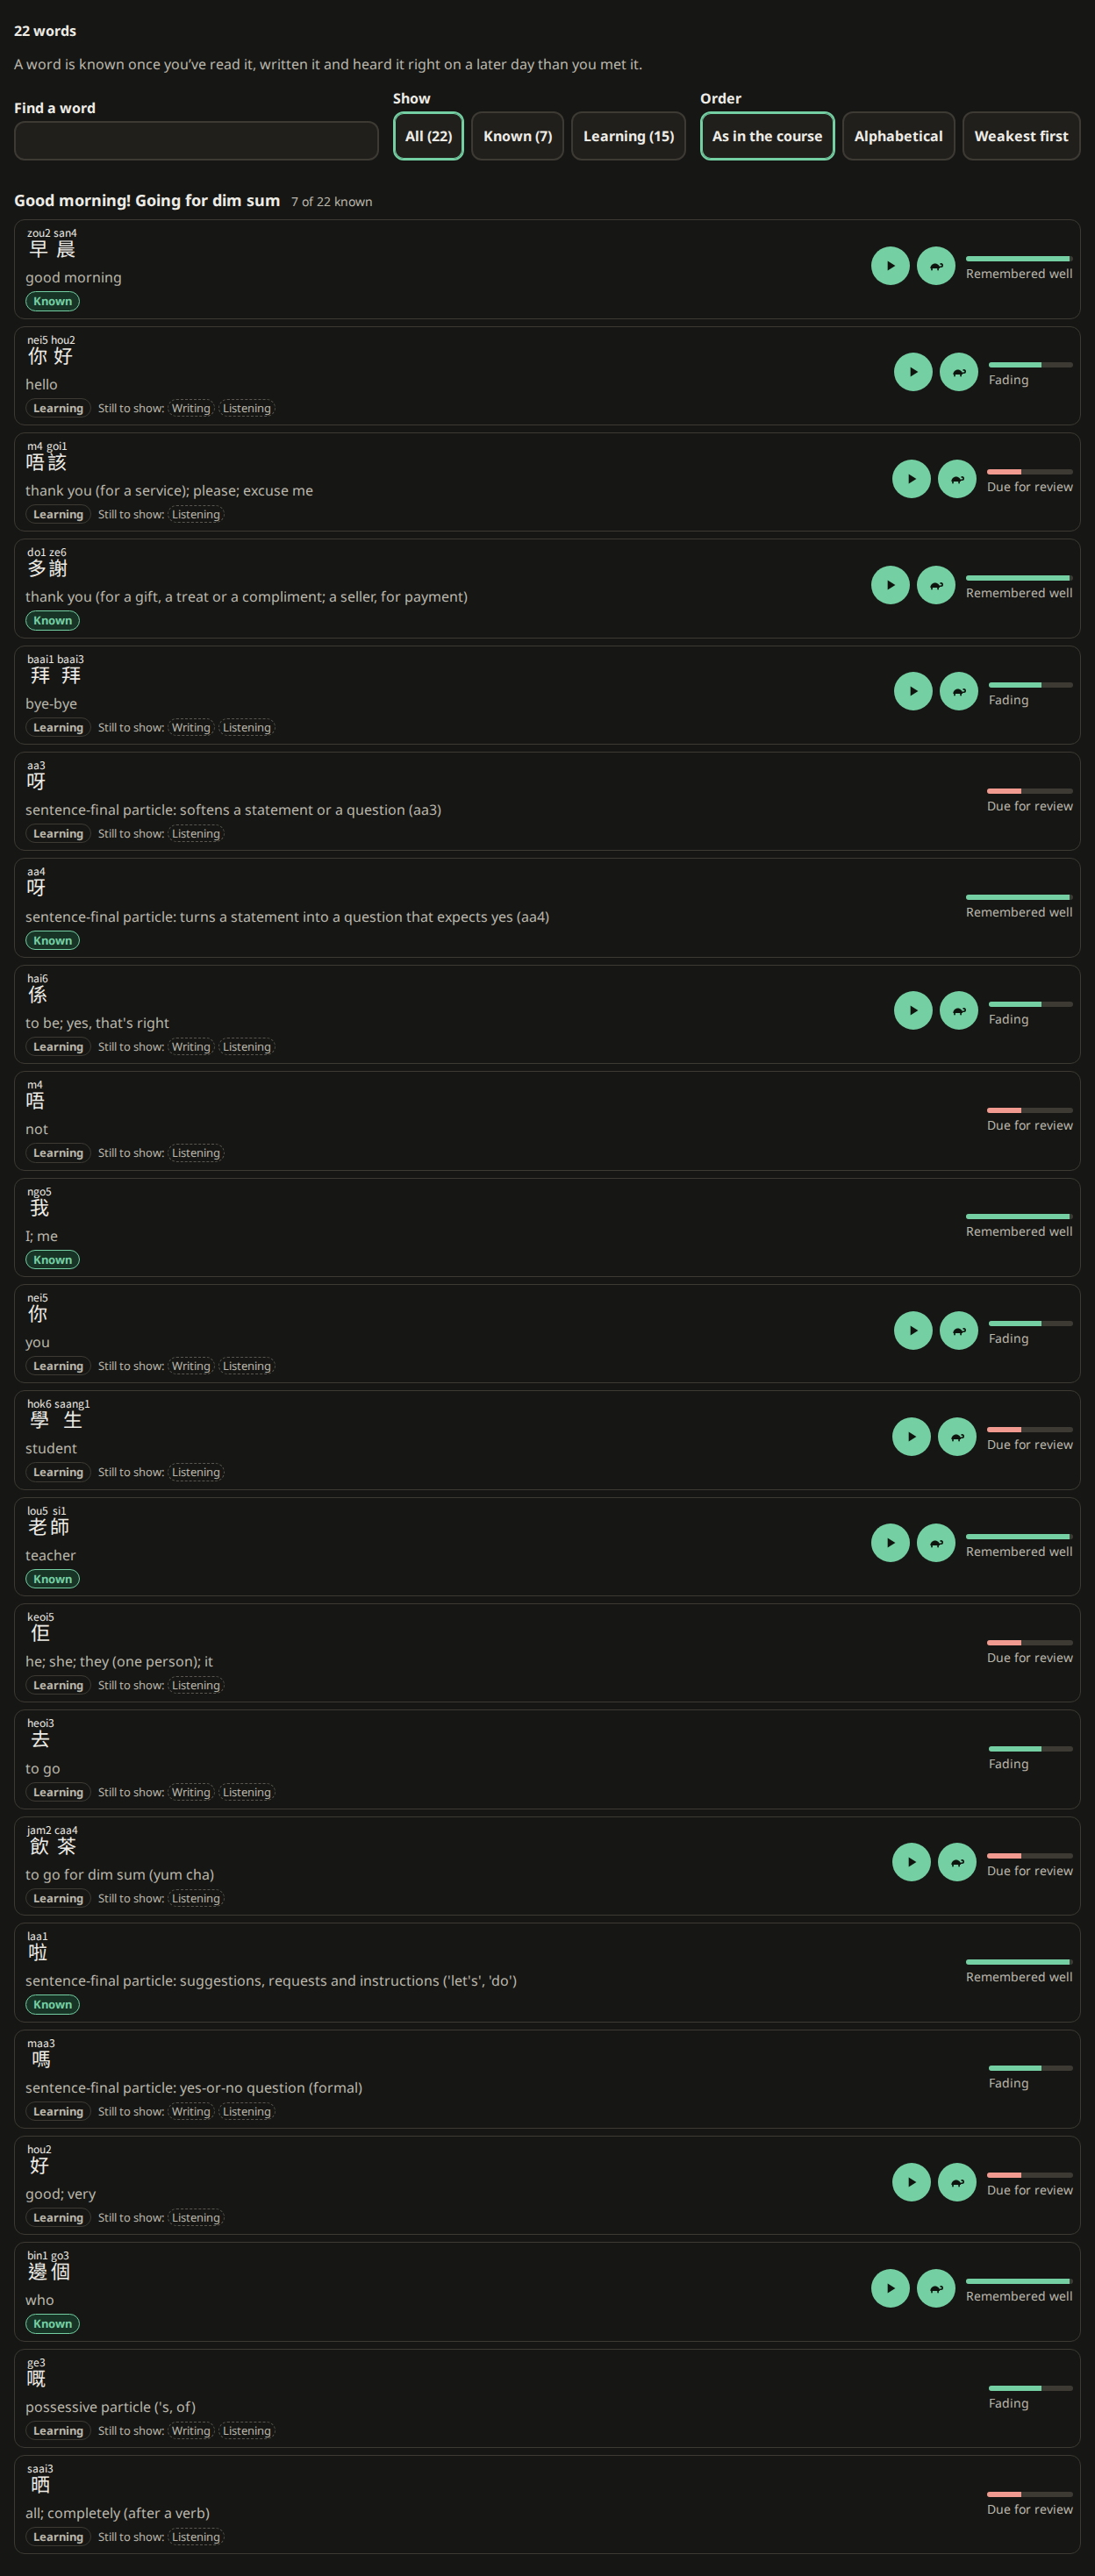 22 words
A word is known once you've read it, written it and heard it right on a later day than you met it.
Find a word
Show
All (22)
Known (7)
Learning (15)
Order
As in the course
Alphabetical
Weakest first
Good morning! Going for dim sum 7 of 22 known
zou2 san4
早晨
good morning
Known
Remembered well
nei5 hou2
你好
hello
Learning Still to show: Writing Listening
Fading
m4 goi1
唔該
thank you (for a service); please; excuse me
Learning Still to show: Listening
Due for review
do1 ze6
多謝
thank you (for a gift, a treat or a compliment; a seller, for payment)
Known
Remembered well
baai1 baai3
拜拜
bye-bye
Learning Still to show: Writing Listening
Fading
aa3
呀
sentence-final particle: softens a statement or a question (aa3)
Learning Still to show: Listening
Due for review
aa4
呀
sentence-final particle: turns a statement into a question that expects yes (aa4)
Known
Remembered well
hai6
係
to be; yes, that's right
Learning Still to show: Writing Listening
Fading
m4
唔
not
Learning Still to show: Listening
Due for review
ngo5
我
I; me
Known
Remembered well
nei5
你
you
Learning Still to show: Writing Listening
Fading
hok6 saang1
學生
student
Learning Still to show: Listening
Due for review
lou5 si1
老師
teacher
Known
Remembered well
keoi5
佢
he; she; they (one person); it
Learning Still to show: Listening
Due for review
heoi3
去
to go
Learning Still to show: Writing Listening
Fading
jam2 caa4
飲茶
to go for dim sum (yum cha)
Learning Still to show: Listening
Due for review
laa1
啦
sentence-final particle: suggestions, requests and instructions ('let's', 'do')
Known
Remembered well
maa3
嗎
sentence-final particle: yes-or-no question (formal)
Learning Still to show: Writing Listening
Fading
hou2
好
good; very
Learning Still to show: Listening
Due for review
bin1 go3
邊個
who
Known
Remembered well
ge3
嘅
possessive particle ('s, of)
Learning Still to show: Writing Listening
Fading
saai3
晒
all; completely (after a verb)
Learning Still to show: Listening
Due for review